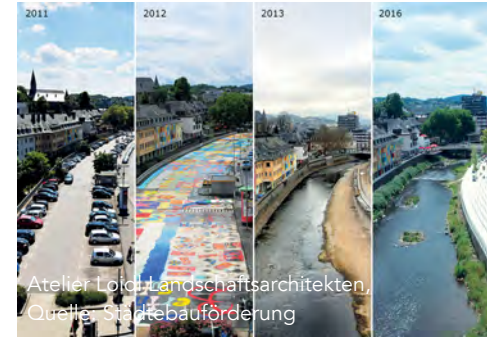 2011
2012
2013
2016
Atelier Loidl Landschaftsarchitekten,
Quelle: Städtebauförderung